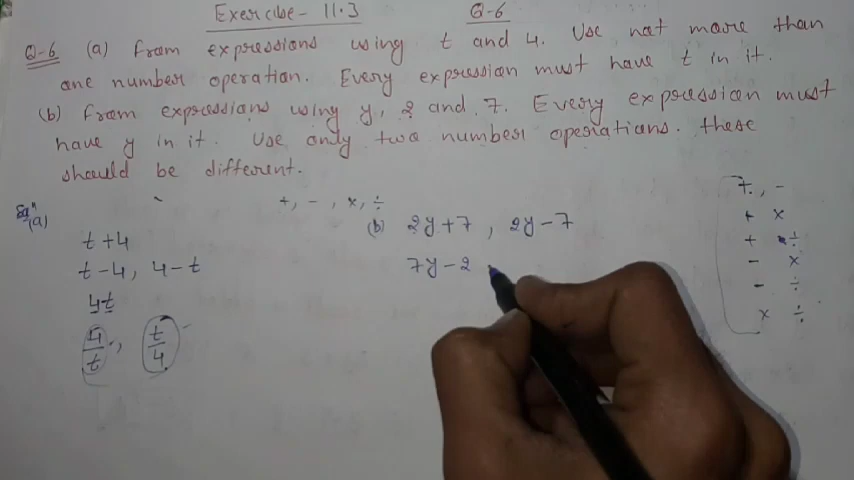 Exercise - 11.3 Q-6
Q-6 (a) From expressions using t and 4. Use not more than
one number operation. Every expression must have t in it.
(b) From expressions using y, 2 and 7. Every expression must
have y in it. Use only two number operations. these
should be different.
Solⁿ
(a)
+, -, ×, ÷
t+4
t-4, 4-t
4t
4/t, t/4
(b) 2y+7, 2y-7
7y-2
+, -
+ ×
+ ÷
- ×
- ÷
× ÷